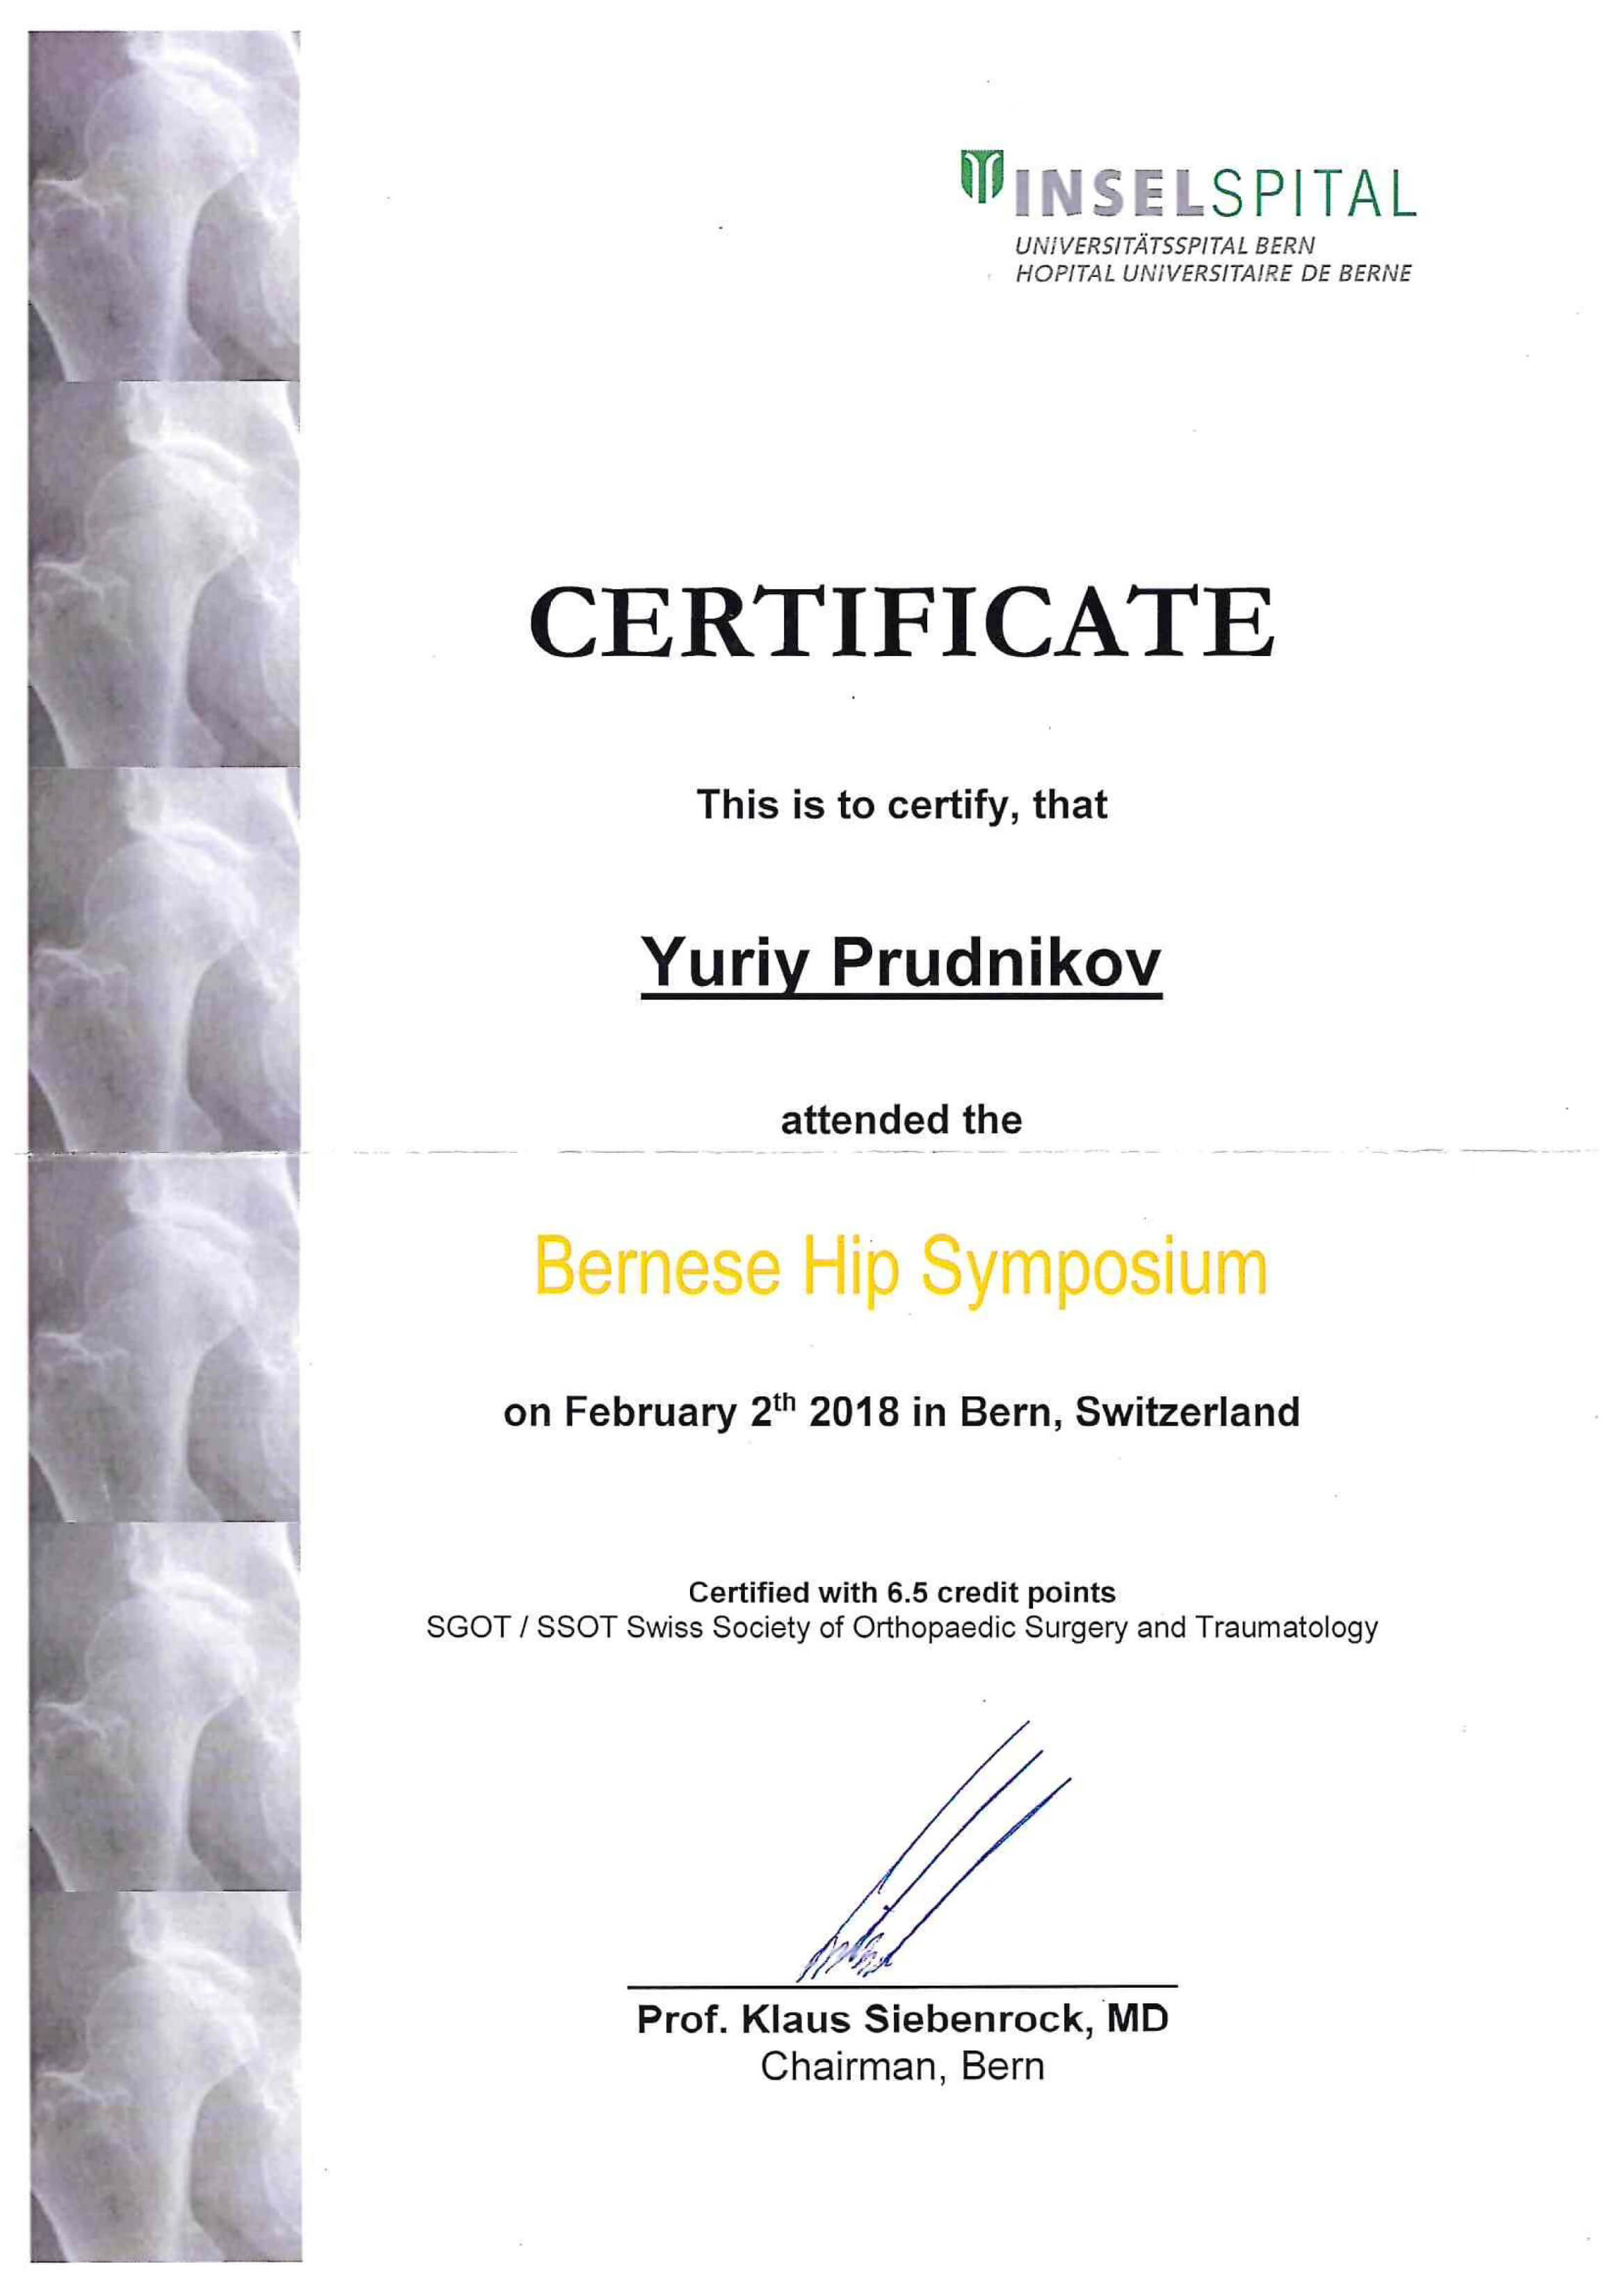 INSELSPITAL
UNIVERSITÄTSSPITAL BERN
HOPITAL UNIVERSITAIRE DE BERNE
CERTIFICATE
This is to certify, that
Yuriy Prudnikov
attended the
Bernese Hip Symposium
on February 2th 2018 in Bern, Switzerland
Certified with 6.5 credit points
SGOT / SSOT Swiss Society of Orthopaedic Surgery and Traumatology
Prof. Klaus Siebenrock, MD
Chairman, Bern